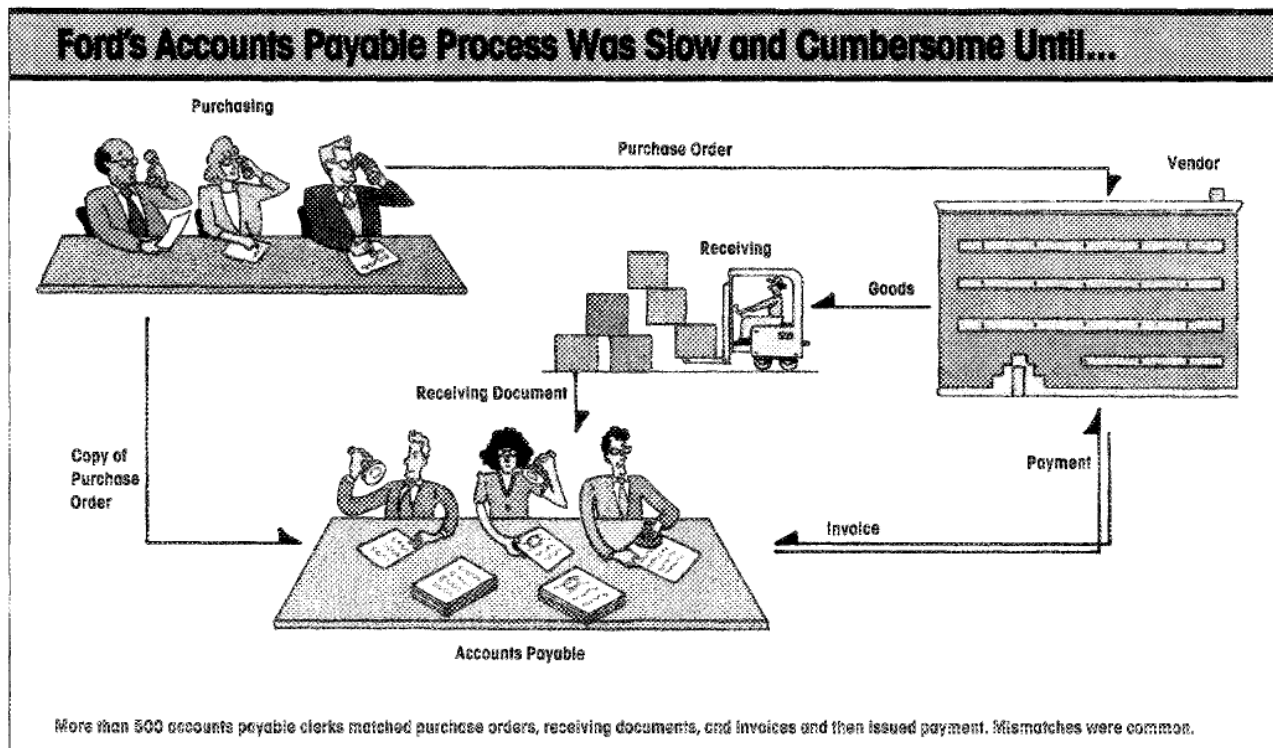 Ford's Accounts Payable Process Was Slow and Cumbersome Until...
Purchasing
Purchase Order
Vendor
Receiving
Goods
Receiving Document
Copy of
Purchase
Order
Payment
Invoice
Accounts Payable
More than 500 accounts payable clerks matched purchase orders, receiving documents, and invoices and then issued payment. Mismatches were common.